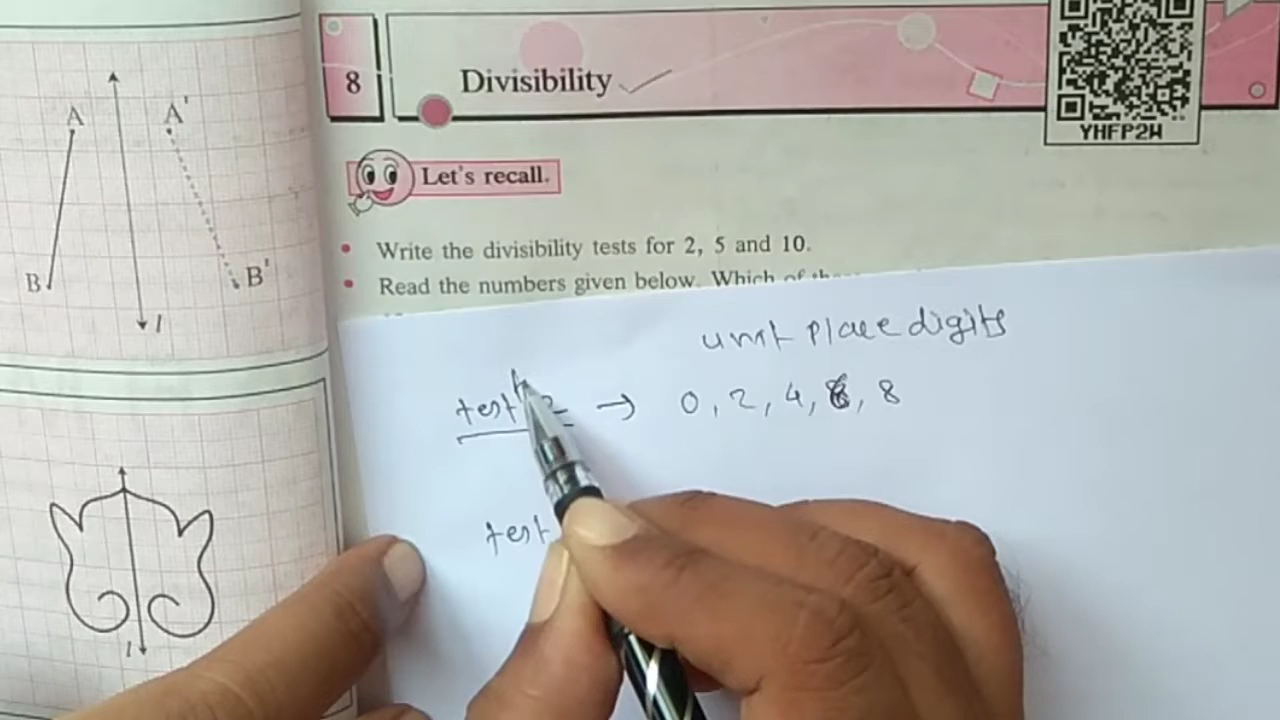 8
Divisibility
YHFP2W
Let's recall.
• Write the divisibility tests for 2, 5 and 10.
• Read the numbers given below. Which of
unit place digits
test 2 → 0, 2, 4, 6, 8
test
A A'
B B'
l
l